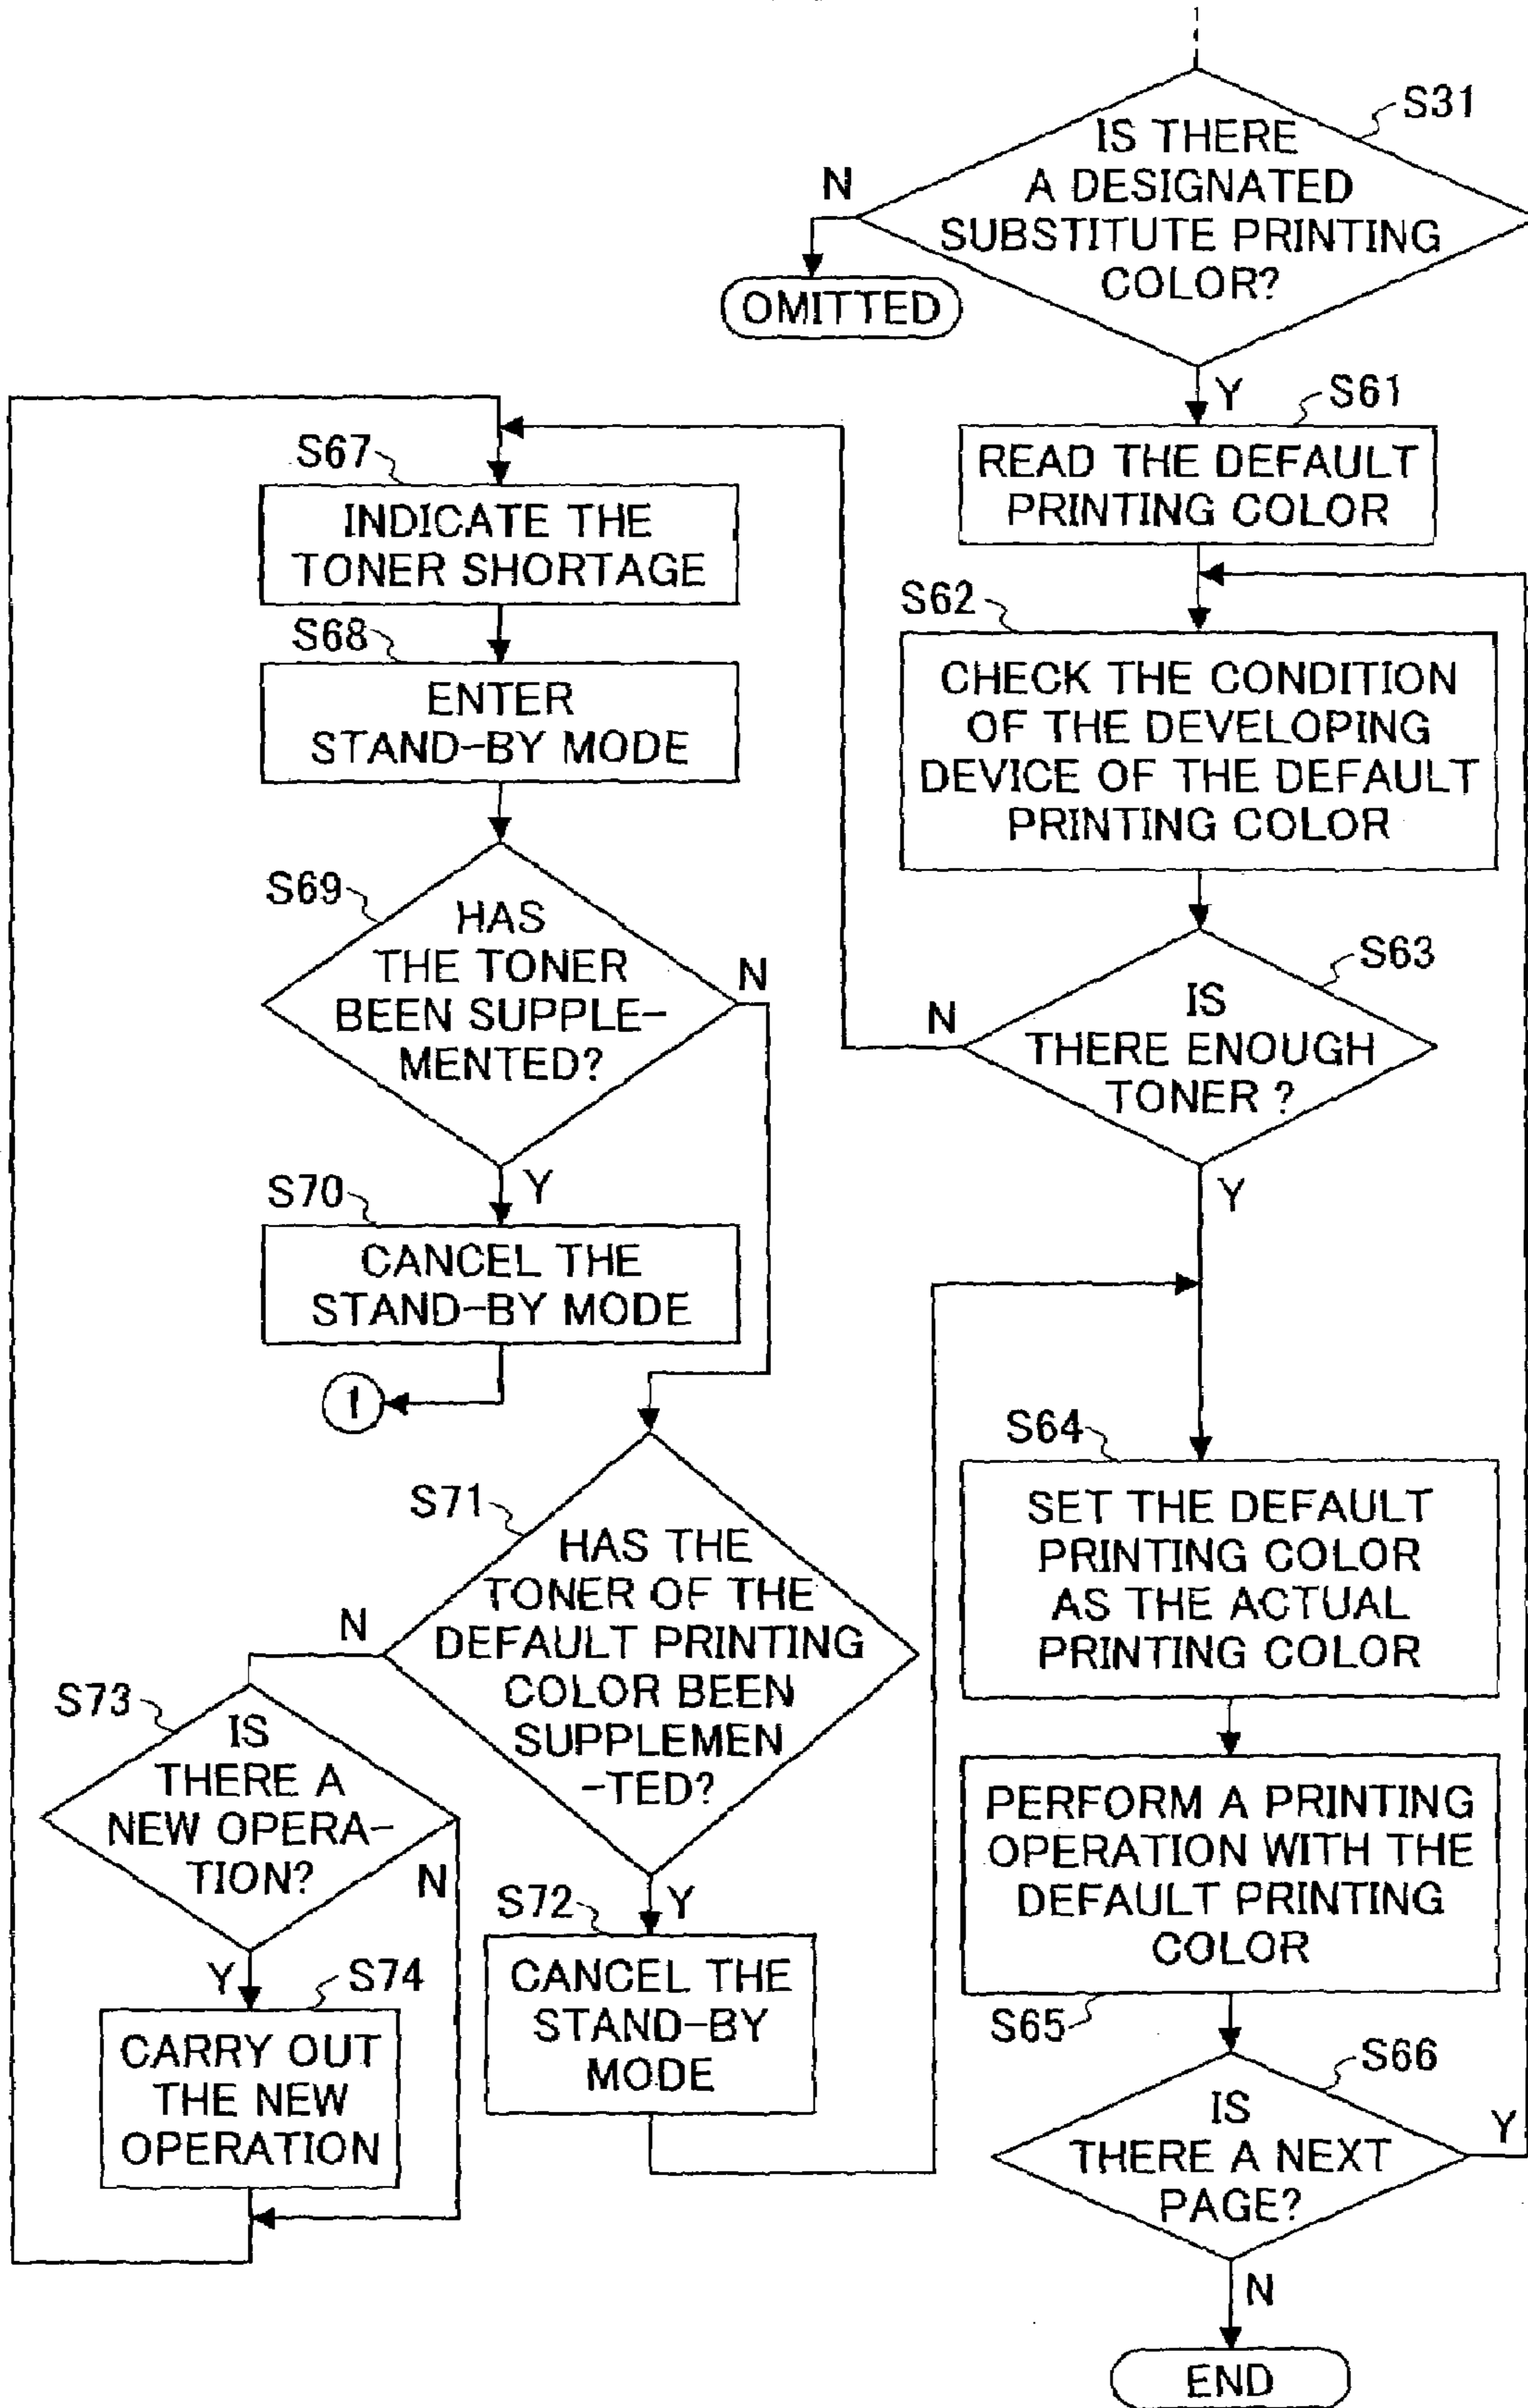 S31
IS THERE
A DESIGNATED
SUBSTITUTE PRINTING
COLOR?
N
OMITTED
Y
S61
READ THE DEFAULT
PRINTING COLOR
S62
CHECK THE CONDITION
OF THE DEVELOPING
DEVICE OF THE DEFAULT
PRINTING COLOR
S63
IS
THERE ENOUGH
TONER ?
N
Y
S64
SET THE DEFAULT
PRINTING COLOR
AS THE ACTUAL
PRINTING COLOR
PERFORM A PRINTING
OPERATION WITH THE
DEFAULT PRINTING
COLOR
S65
S66
IS
THERE A NEXT
PAGE?
Y
N
END
S67
INDICATE THE
TONER SHORTAGE
S68
ENTER
STAND-BY MODE
S69
HAS
THE TONER
BEEN SUPPLE-
MENTED?
N
Y
S70
CANCEL THE
STAND-BY MODE
1
S71
HAS THE
TONER OF THE
DEFAULT PRINTING
COLOR BEEN
SUPPLEMEN
-TED?
N
Y
S72
CANCEL THE
STAND-BY
MODE
S73
IS
THERE A
NEW OPERA-
TION?
N
Y
S74
CARRY OUT
THE NEW
OPERATION